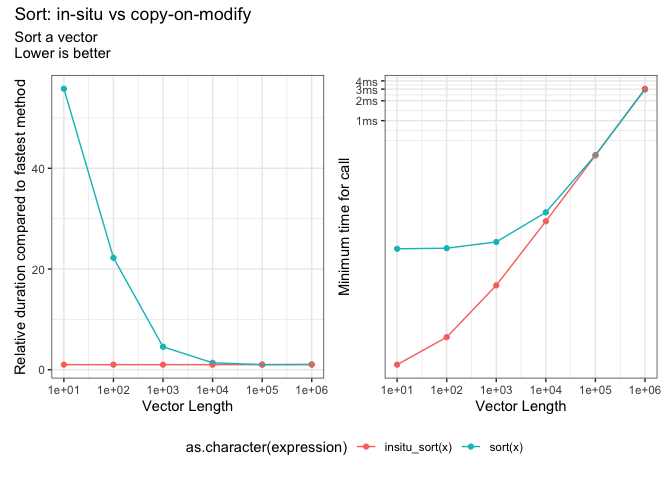 Sort: in-situ vs copy-on-modify
Sort a vector
Lower is better
Relative duration compared to fastest method
40
20
0
1e+01 1e+02 1e+03 1e+04 1e+05 1e+06
Vector Length
Minimum time for call
4ms
3ms
2ms
1ms
1e+01 1e+02 1e+03 1e+04 1e+05 1e+06
Vector Length
as.character(expression) insitu_sort(x) sort(x)